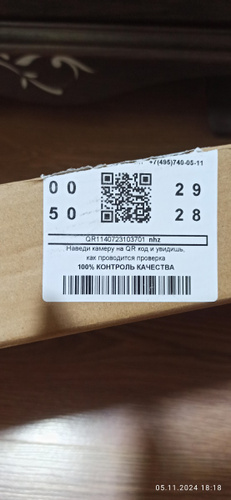 +7(495)740-05-11
00 29
50 28
QR1140723103701 nhz
Наведи камеру на QR код и увидишь,
как проводится проверка
100% КОНТРОЛЬ КАЧЕСТВА
05.11.2024 18:18